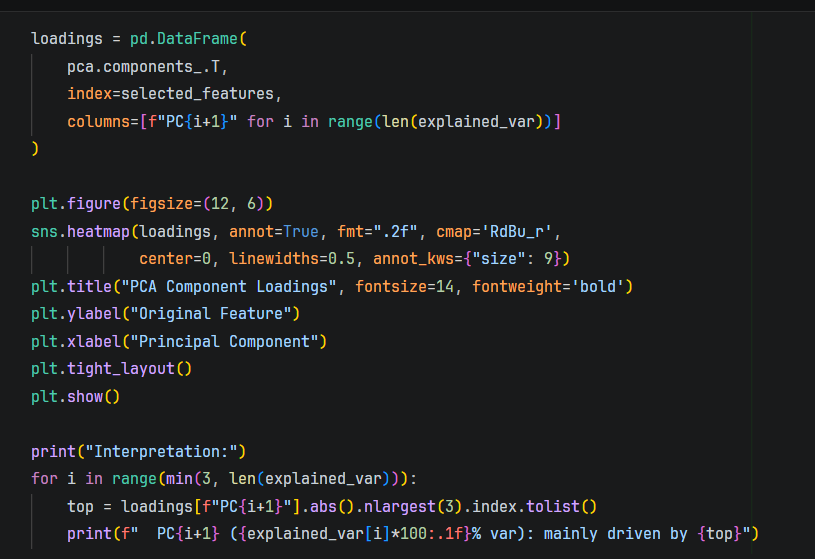 loadings = pd.DataFrame(
    pca.components_.T,
    index=selected_features,
    columns=[f"PC{i+1}" for i in range(len(explained_var))]
)

plt.figure(figsize=(12, 6))
sns.heatmap(loadings, annot=True, fmt=".2f", cmap='RdBu_r',
            center=0, linewidths=0.5, annot_kws={"size": 9})
plt.title("PCA Component Loadings", fontsize=14, fontweight='bold')
plt.ylabel("Original Feature")
plt.xlabel("Principal Component")
plt.tight_layout()
plt.show()

print("Interpretation:")
for i in range(min(3, len(explained_var))):
    top = loadings[f"PC{i+1}"].abs().nlargest(3).index.tolist()
    print(f"  PC{i+1} ({explained_var[i]*100:.1f}% var): mainly driven by {top}")